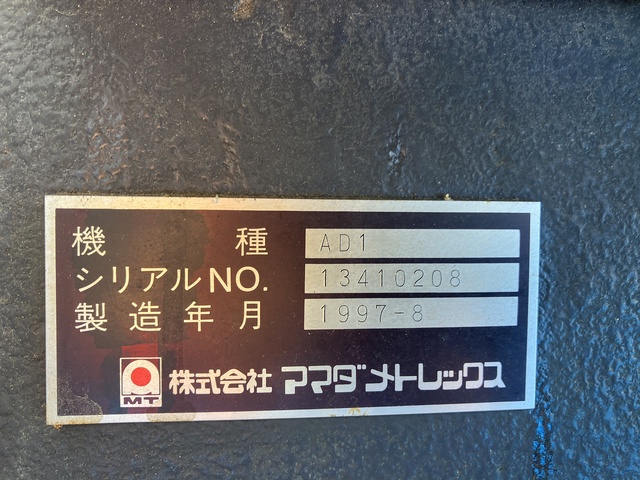 機種 AD1
シリアルNO. 13410208
製造年月 1997-8
MT 株式会社 アマダメトレックス